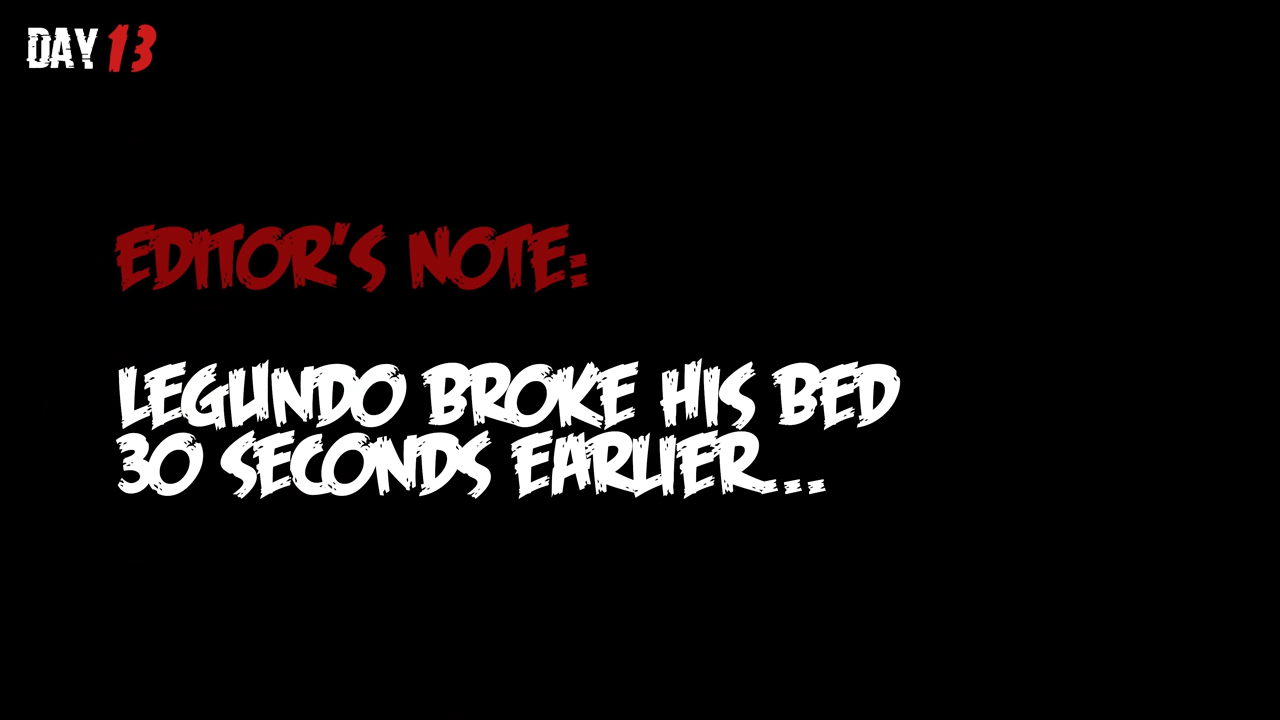 DAY 13
EDITOR'S NOTE:
LEGUNDO BROKE HIS BED
30 SECONDS EARLIER...